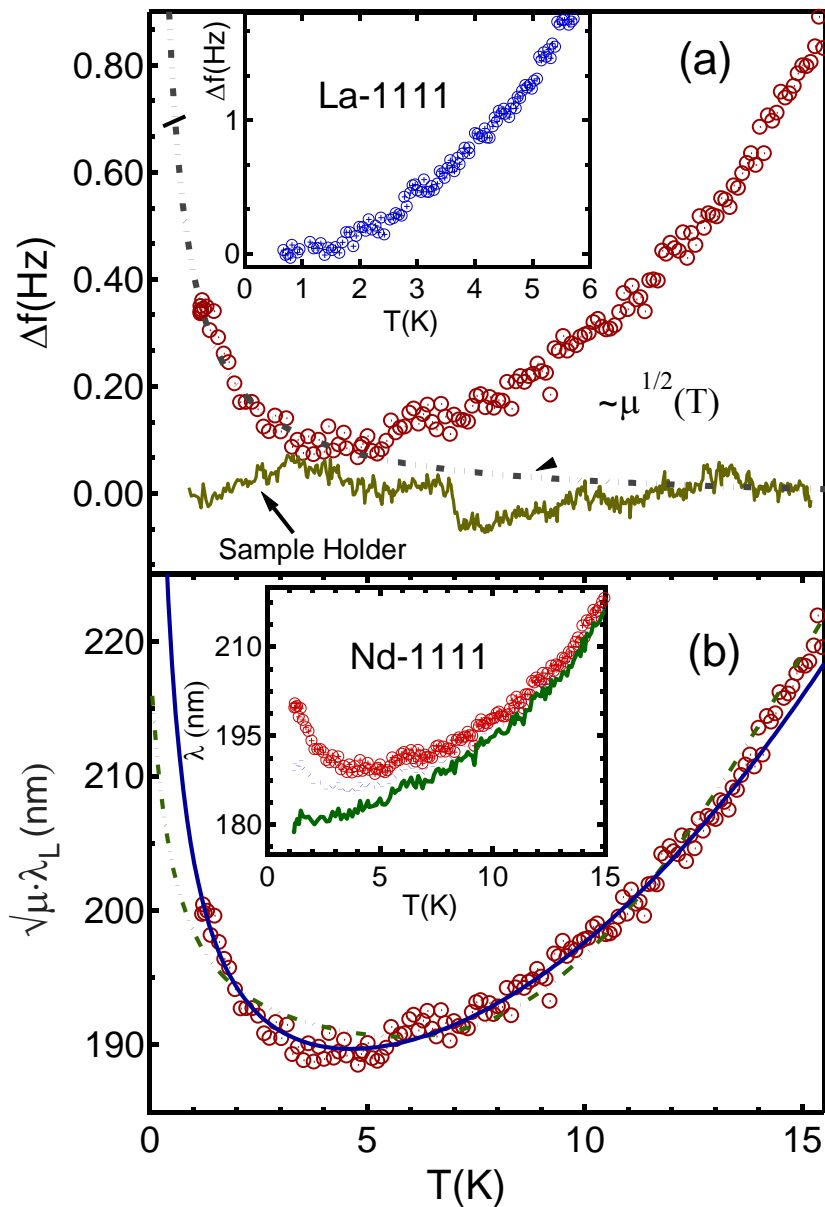 (a)
Δf(Hz)
0.80
0.60
0.40
0.20
0.00
Δf(Hz)
1
0
La-1111
0 1 2 3 4 5 6
T(K)
~μ^{1/2}(T)
Sample Holder
(b)
√μ·λ_L (nm)
220
210
200
190
λ (nm)
210
195
180
Nd-1111
0 5 10 15
T(K)
0 5 10 15
T(K)